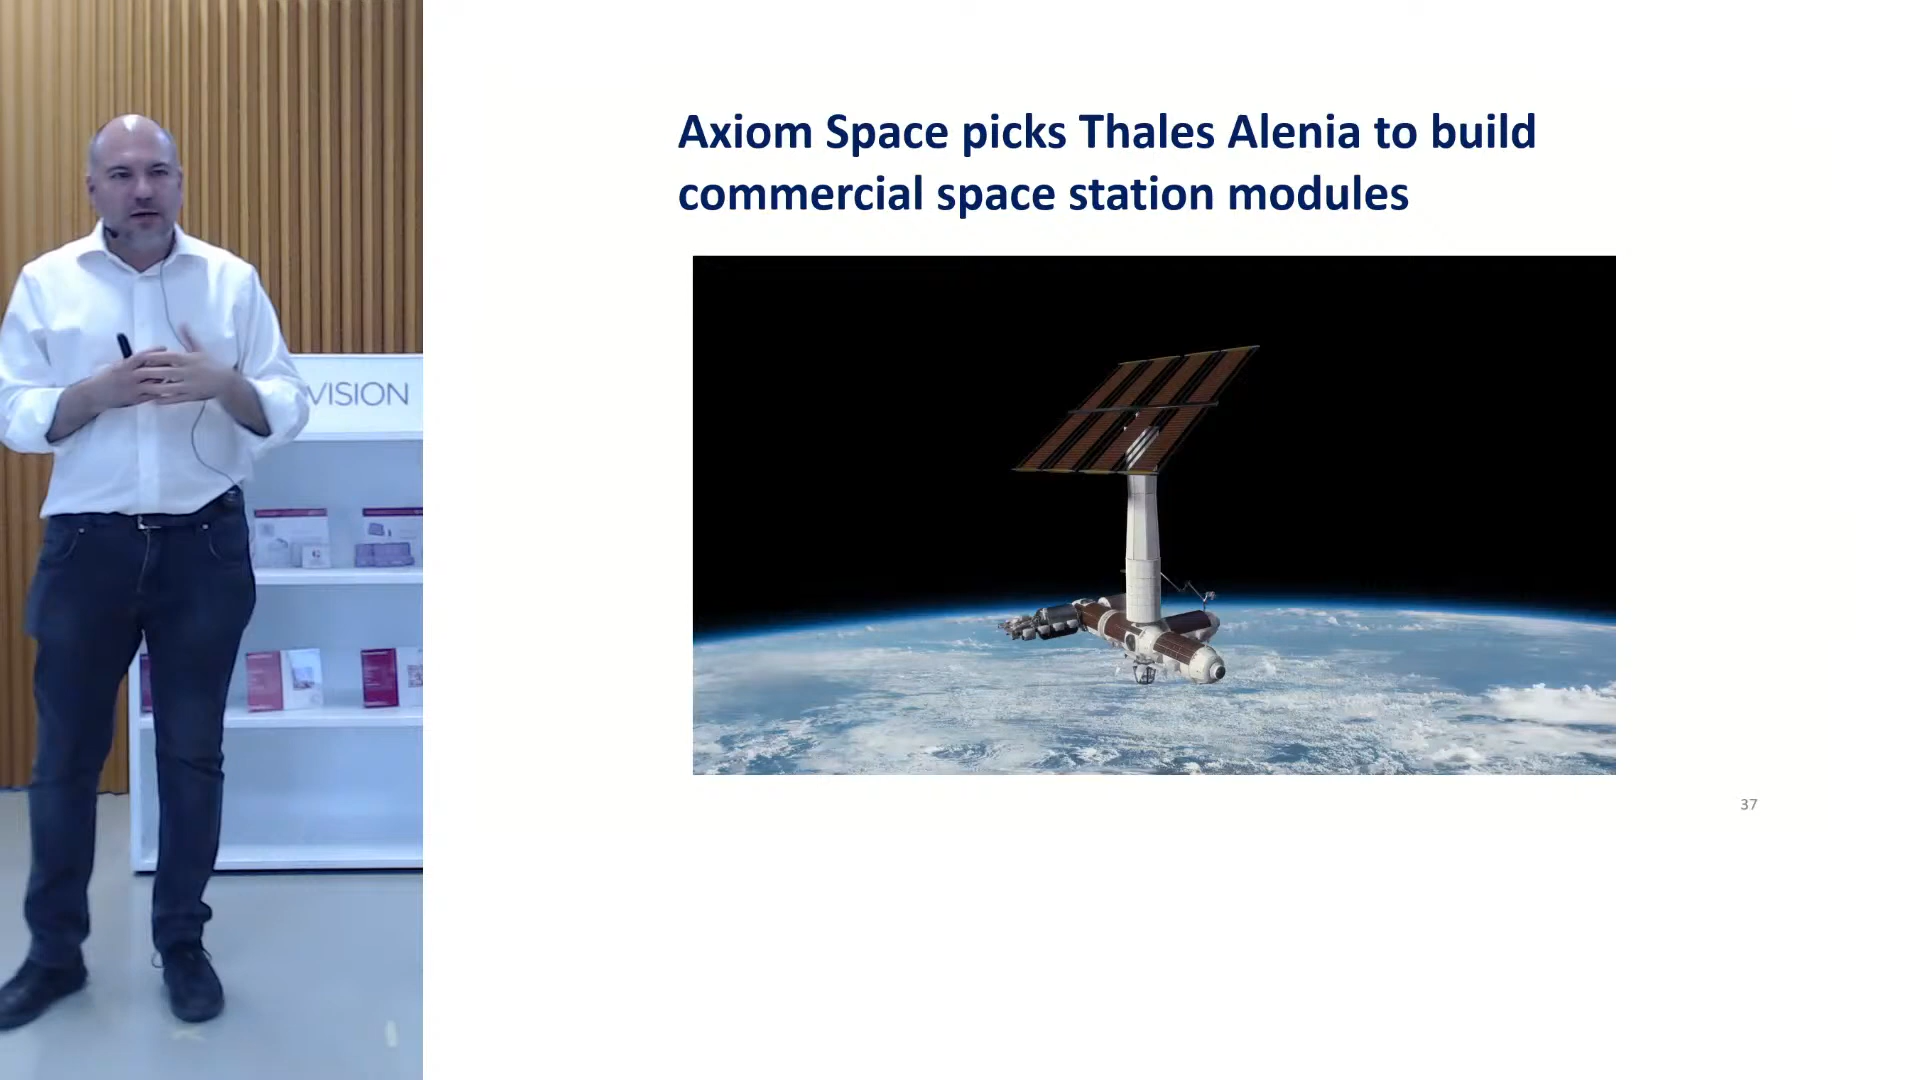 Axiom Space picks Thales Alenia to build
commercial space station modules
VISION
37